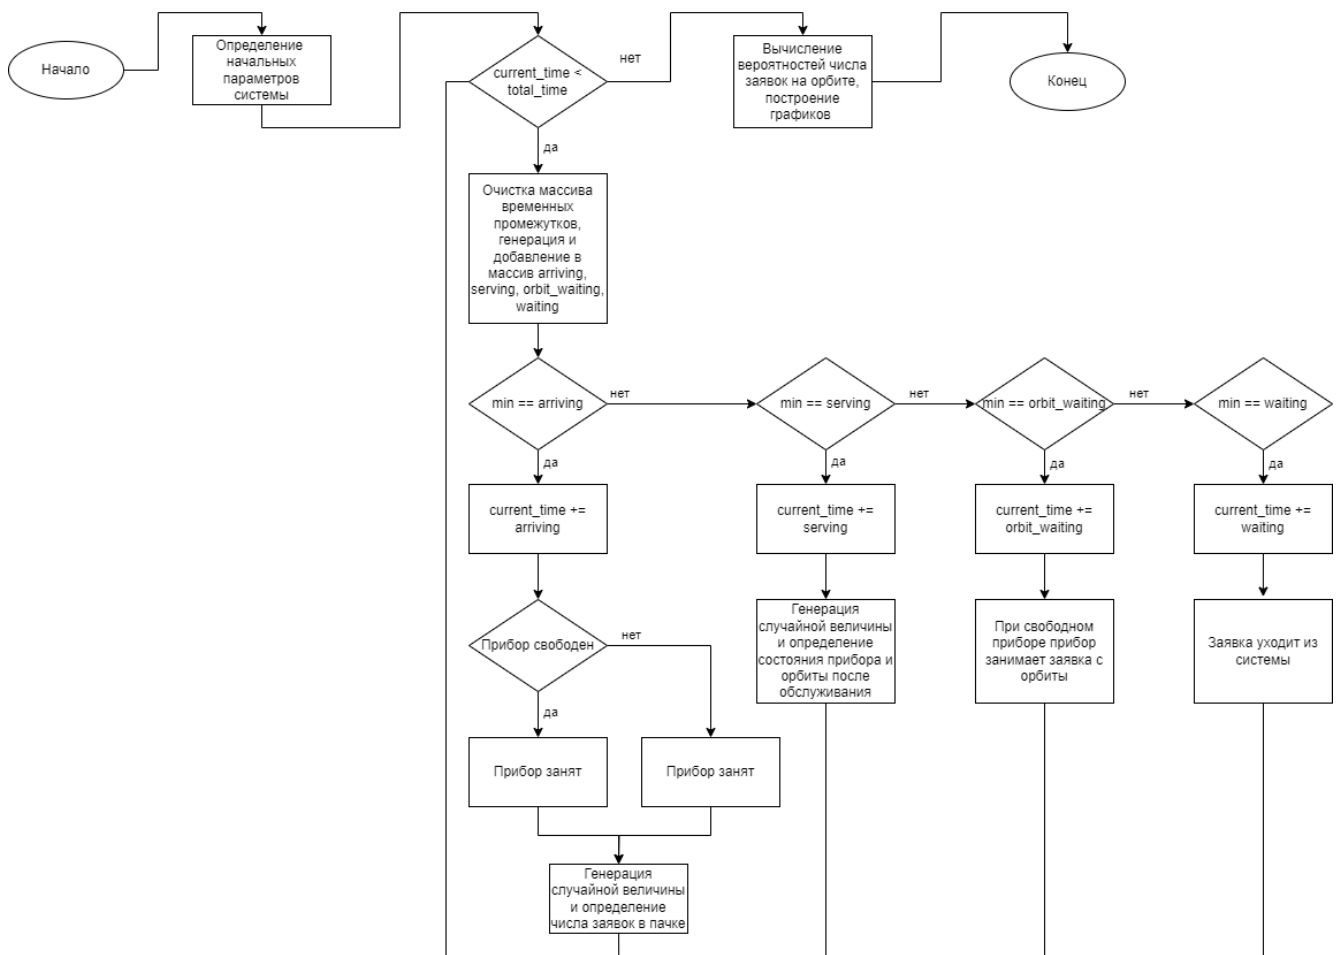 Начало
Определение
начальных
параметров
системы
current_time <
total_time
нет
Вычисление
вероятностей числа
заявок на орбите,
построение
графиков
Конец
да
Очистка массива
временных
промежутков,
генерация и
добавление в
массив arriving,
serving, orbit_waiting,
waiting
min == arriving
нет
min == serving
нет
min == orbit_waiting
нет
min == waiting
да
да
да
да
current_time +=
arriving
current_time +=
serving
current_time +=
orbit_waiting
current_time +=
waiting
Прибор свободен
нет
Генерация
случайной величины
и определение
состояния прибора и
орбиты после
обслуживания
При свободном
приборе прибор
занимает заявка с
орбиты
Заявка уходит из
системы
да
Прибор занят
Прибор занят
Генерация
случайной величины
и определение
числа заявок в пачке